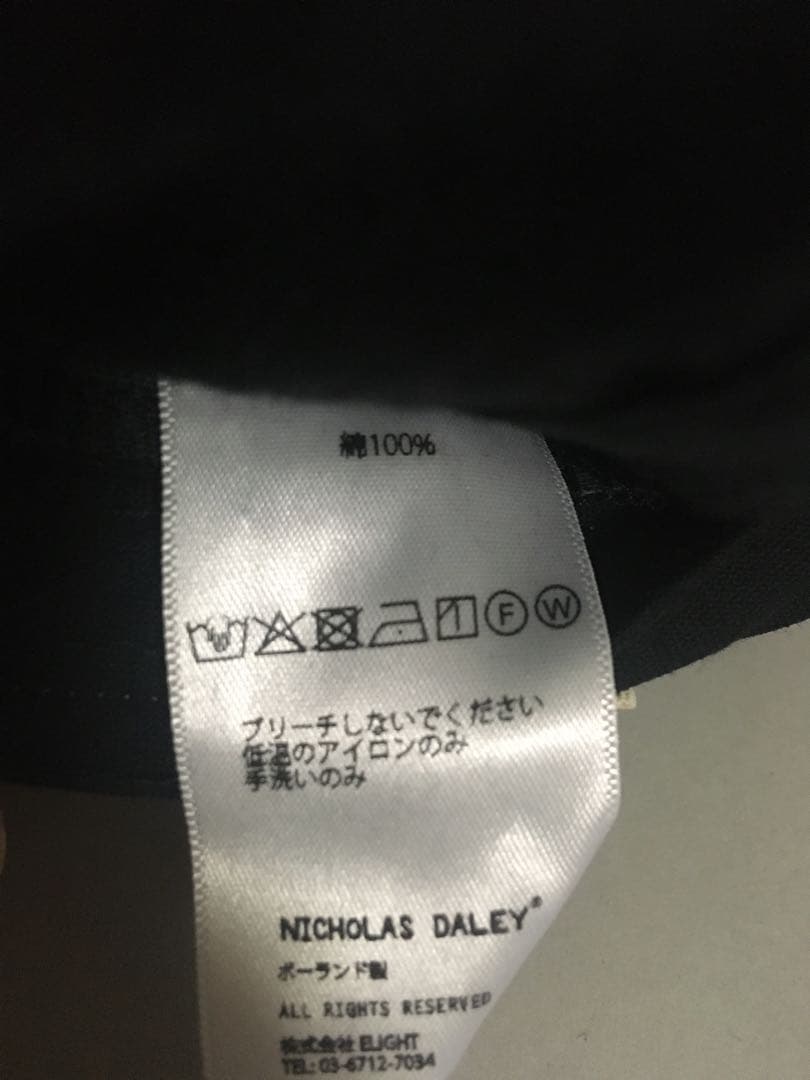 綿100%
F W
ブリーチしないでください
低温のアイロンのみ
手洗いのみ
NICHOLAS DALEY®
ポーランド製
ALL RIGHTS RESERVED
株式会社 ELIGHT
TEL: 03-6712-7034